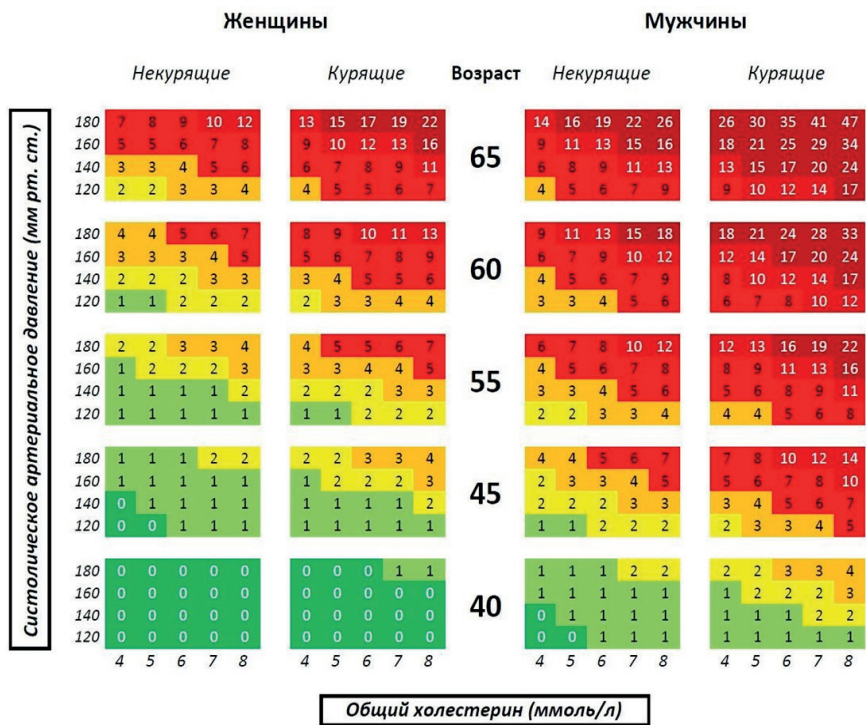 Женщины Мужчины
Некурящие Курящие Возраст Некурящие Курящие
Систолическое артериальное давление (мм рт. ст.)
180 7 8 9 10 12 13 15 17 19 22 14 16 19 22 26 26 30 35 41 47
160 5 5 6 7 8 9 10 12 13 16 9 11 13 15 16 18 21 25 29 34
65
140 3 3 4 5 6 6 7 8 9 11 6 8 9 11 13 13 15 17 20 24
120 2 2 3 3 4 4 5 5 6 7 4 5 6 7 9 9 10 12 14 17
180 4 4 5 6 7 8 9 10 11 13 9 11 13 15 18 18 21 24 28 33
160 3 3 3 4 5 5 6 7 8 9 6 7 9 10 12 12 14 17 20 24
60
140 2 2 2 3 3 3 4 5 5 6 4 5 6 7 9 8 10 12 14 17
120 1 1 2 2 2 2 3 3 4 4 3 3 4 5 6 6 7 8 10 12
180 2 2 3 3 4 4 5 5 6 7 6 7 8 10 12 12 13 16 19 22
160 1 2 2 2 3 3 3 4 4 5 4 5 6 7 8 8 9 11 13 16
55
140 1 1 1 1 2 2 2 2 3 3 3 3 4 5 6 5 6 8 9 11
120 1 1 1 1 1 1 1 2 2 2 2 2 3 3 4 4 4 5 6 8
180 1 1 1 2 2 2 2 3 3 4 4 4 5 6 7 7 8 10 12 14
160 1 1 1 1 1 1 2 2 2 3 2 3 3 4 5 5 6 7 8 10
45
140 0 1 1 1 1 1 1 1 1 2 2 2 2 3 3 3 4 5 6 7
120 0 0 1 1 1 1 1 1 1 1 1 1 2 2 2 2 3 3 4 5
180 0 0 0 0 0 0 0 0 1 1 1 1 1 2 2 2 2 3 3 4
160 0 0 0 0 0 0 0 0 0 0 1 1 1 1 1 1 2 2 2 3
40
140 0 0 0 0 0 0 0 0 0 0 0 1 1 1 1 1 1 1 2 2
120 0 0 0 0 0 0 0 0 0 0 0 0 1 1 1 1 1 1 1 1
4 5 6 7 8 4 5 6 7 8 4 5 6 7 8 4 5 6 7 8
Общий холестерин (ммоль/л)